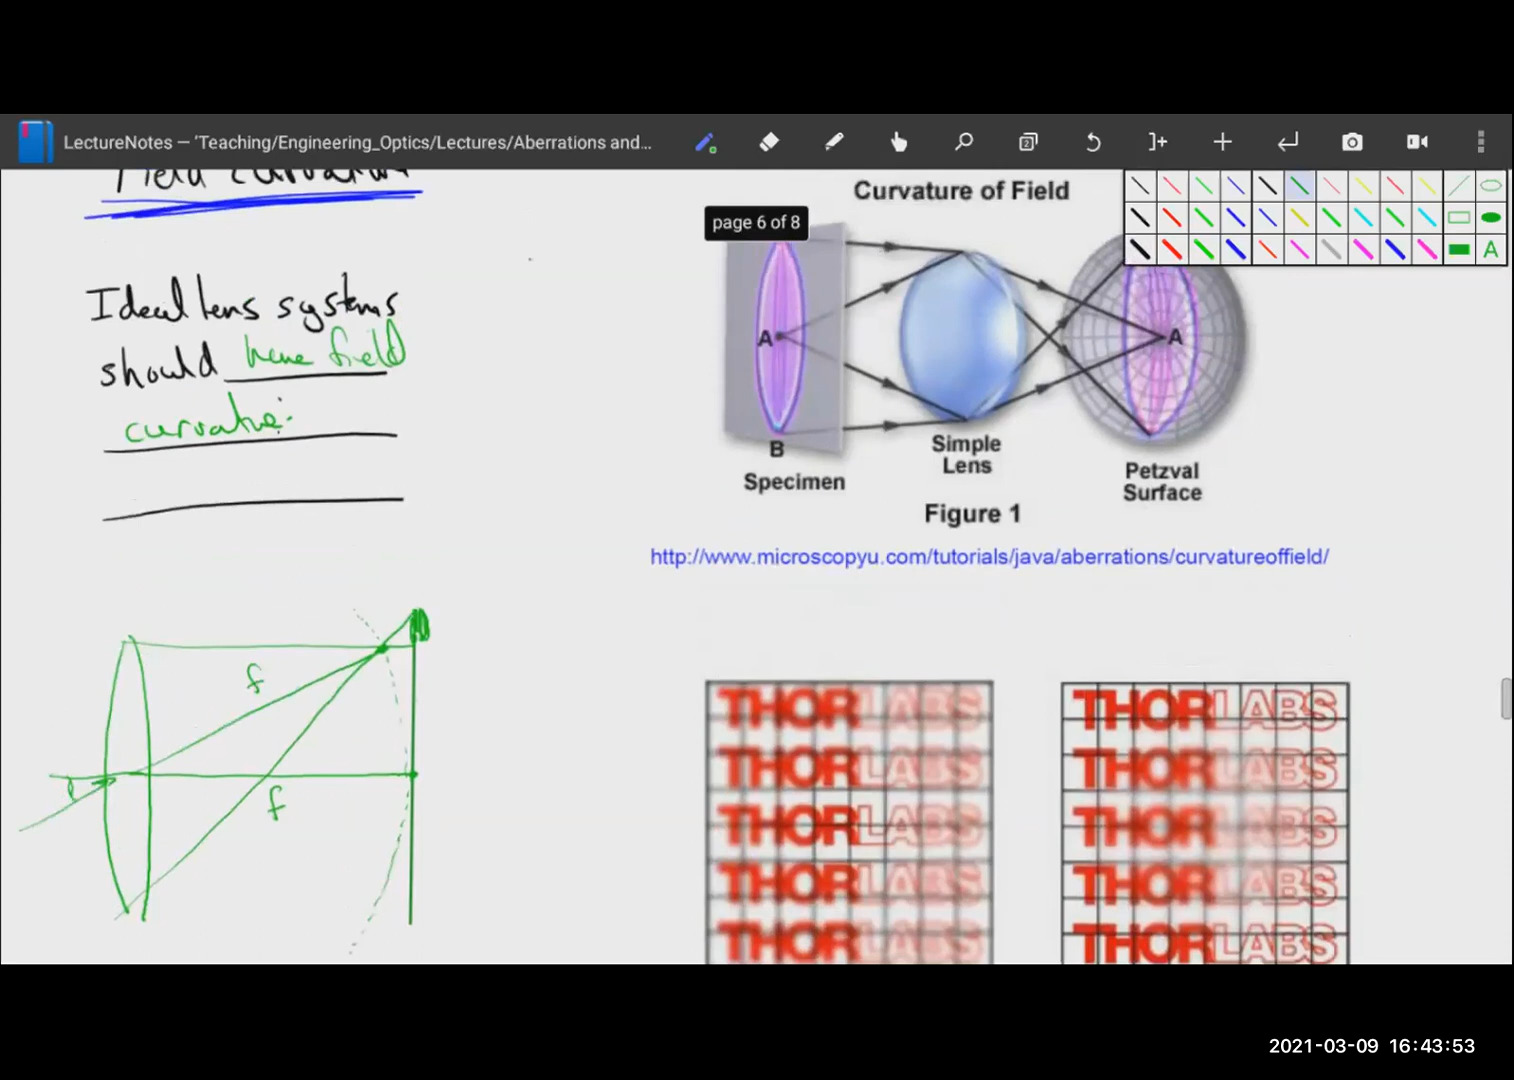 LectureNotes — 'Teaching/Engineering_Optics/Lectures/Aberrations and...
Field Curvature
Ideal lens systems
should have field
curvature.
f
f
page 6 of 8
Curvature of Field
A
B
Specimen
Simple
Lens
A
Petzval
Surface
Figure 1
http://www.microscopyu.com/tutorials/java/aberrations/curvatureoffield/
THORLABS
THORLABS
THORLABS
THORLABS
THORLABS
THORLABS
THORLABS
THORLABS
THORLABS
THORLABS
A
2021-03-09 16:43:53